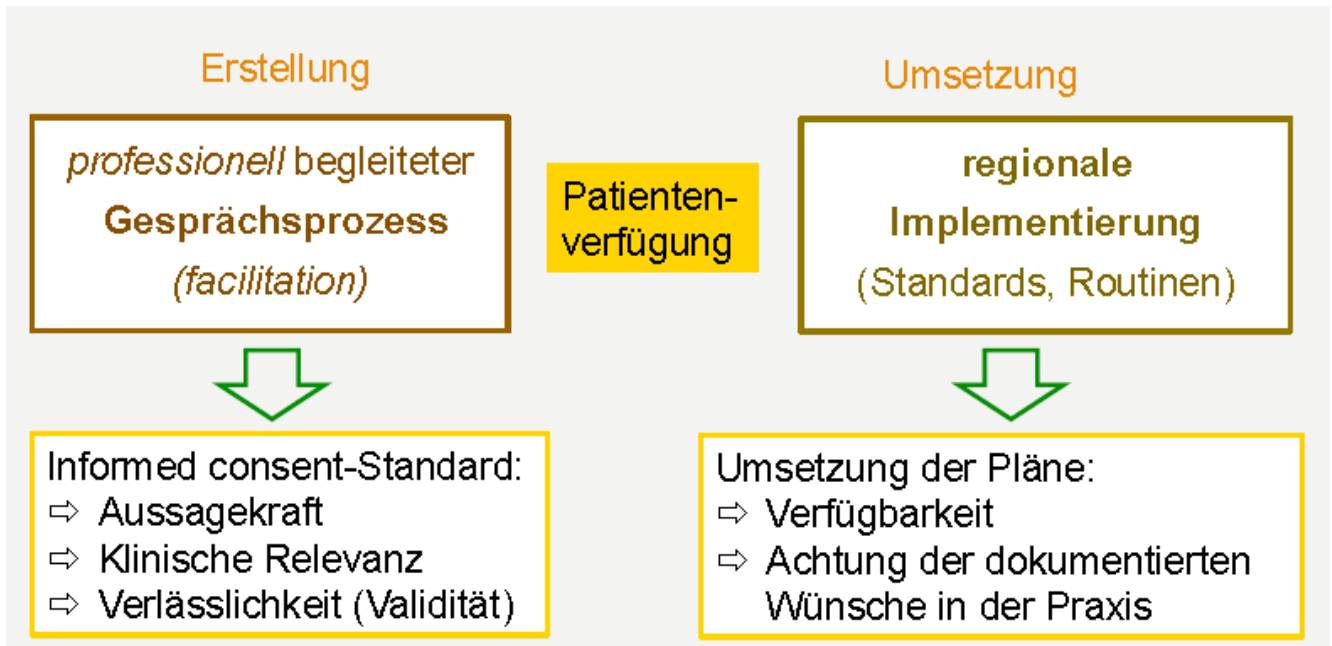 Erstellung
professionell begleiteter
Gesprächsprozess
(facilitation)
Patienten-
verfügung
Umsetzung
regionale
Implementierung
(Standards, Routinen)
Informed consent-Standard:
⇨ Aussagekraft
⇨ Klinische Relevanz
⇨ Verlässlichkeit (Validität)
Umsetzung der Pläne:
⇨ Verfügbarkeit
⇨ Achtung der dokumentierten
Wünsche in der Praxis